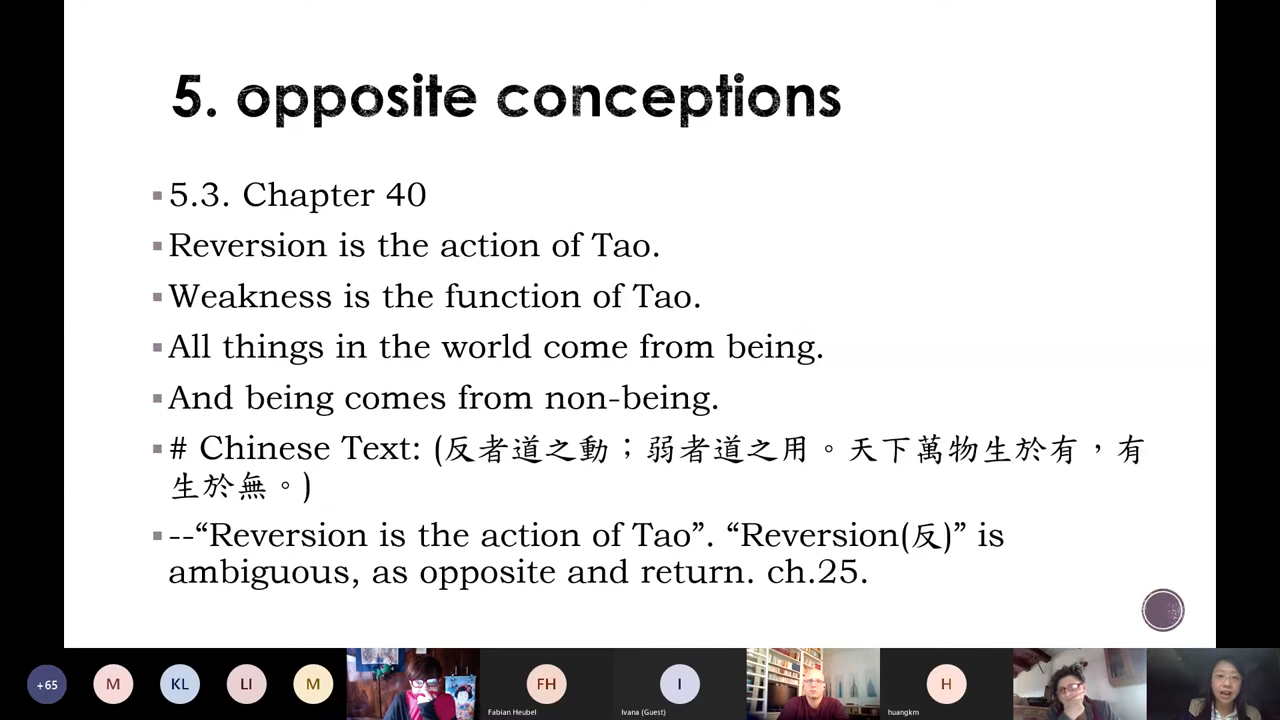 5. opposite conceptions
5.3. Chapter 40
Reversion is the action of Tao.
Weakness is the function of Tao.
All things in the world come from being.
And being comes from non-being.
# Chinese Text: (反者道之動；弱者道之用。天下萬物生於有，有
生於無。)
--“Reversion is the action of Tao”. “Reversion(反)” is
ambiguous, as opposite and return. ch.25.
+65
M
KL
LI
M
FH
Fabian Heubel
I
Ivana (Guest)
H
huangkm